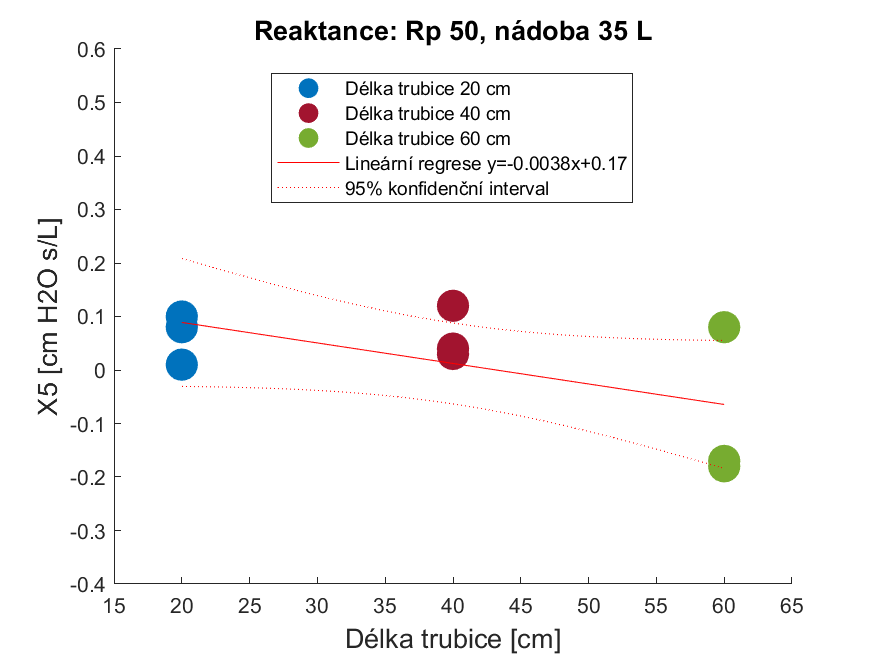 Reaktance: Rp 50, nádoba 35 L
0.6
0.5
0.4
0.3
0.2
0.1
0
-0.1
-0.2
-0.3
-0.4
X5 [cm H2O s/L]
Délka trubice 20 cm
Délka trubice 40 cm
Délka trubice 60 cm
Lineární regrese y=-0.0038x+0.17
95% konfidenční interval
15 20 25 30 35 40 45 50 55 60 65
Délka trubice [cm]